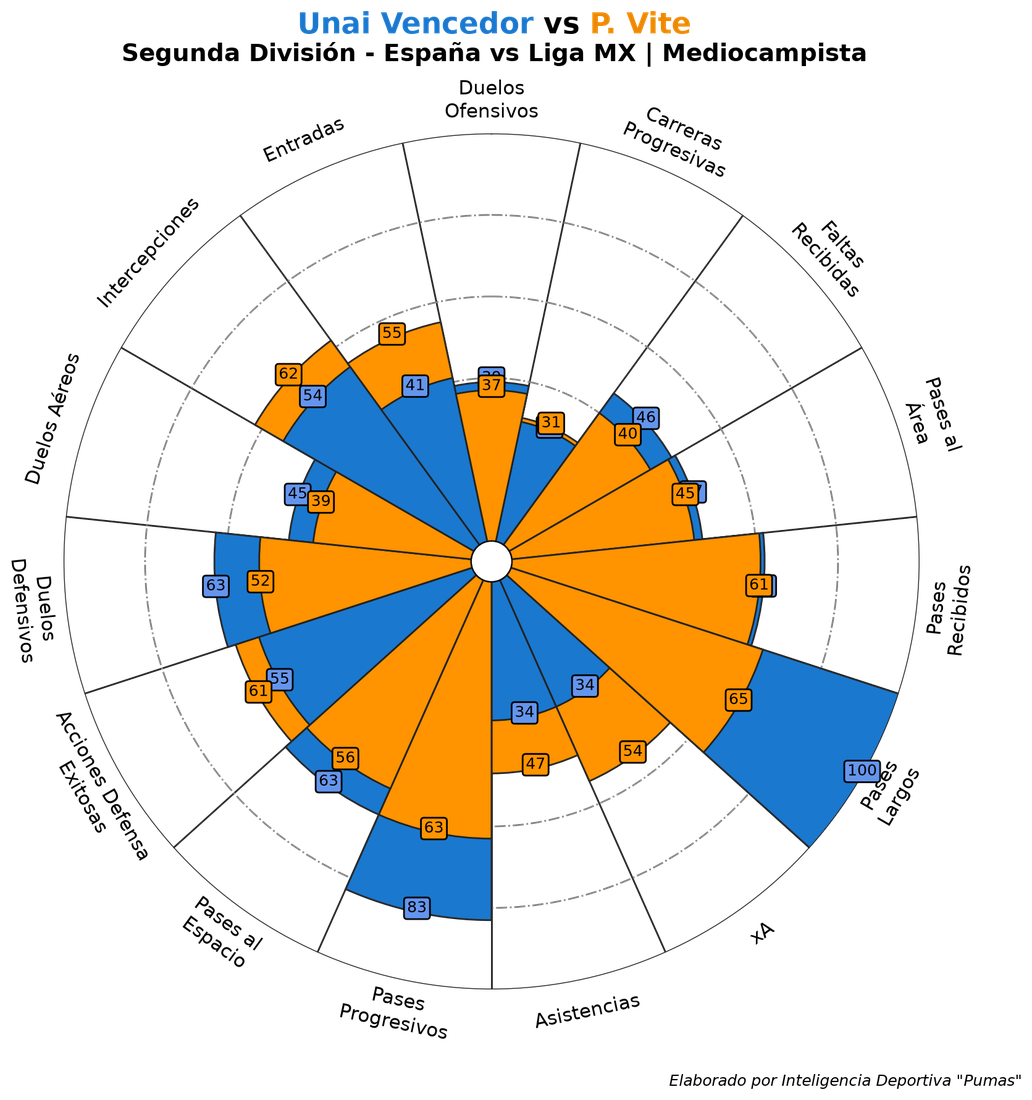 Unai Vencedor vs P. Vite
Segunda División - España vs Liga MX | Mediocampista
Duelos
Ofensivos
Carreras
Progresivas
Faltas
Recibidas
Pases al
Área
Pases
Recibidos
Pases
Largos
xA
Asistencias
Pases
Progresivos
Pases al
Espacio
Acciones Defensa
Exitosas
Duelos
Defensivos
Duelos Aéreos
Intercepciones
Entradas
37
31
46
40
45
61
65
100
34
54
34
47
63
83
56
63
55
61
63
52
45
39
62
54
55
41
Elaborado por Inteligencia Deportiva "Pumas"